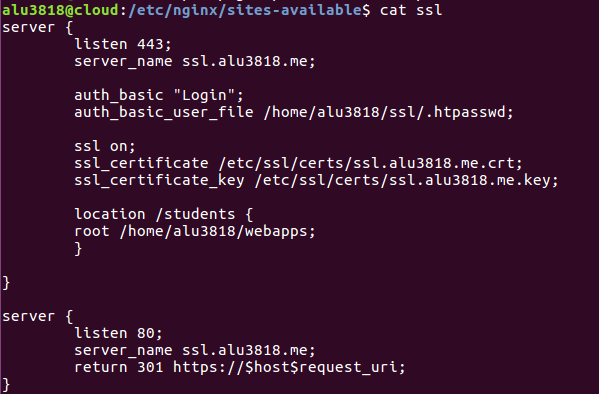 alu3818@cloud:/etc/nginx/sites-available$ cat ssl
server {
        listen 443;
        server_name ssl.alu3818.me;

        auth_basic "Login";
        auth_basic_user_file /home/alu3818/ssl/.htpasswd;

        ssl on;
        ssl_certificate /etc/ssl/certs/ssl.alu3818.me.crt;
        ssl_certificate_key /etc/ssl/certs/ssl.alu3818.me.key;

        location /students {
        root /home/alu3818/webapps;
        }

}

server {
        listen 80;
        server_name ssl.alu3818.me;
        return 301 https://$host$request_uri;
}